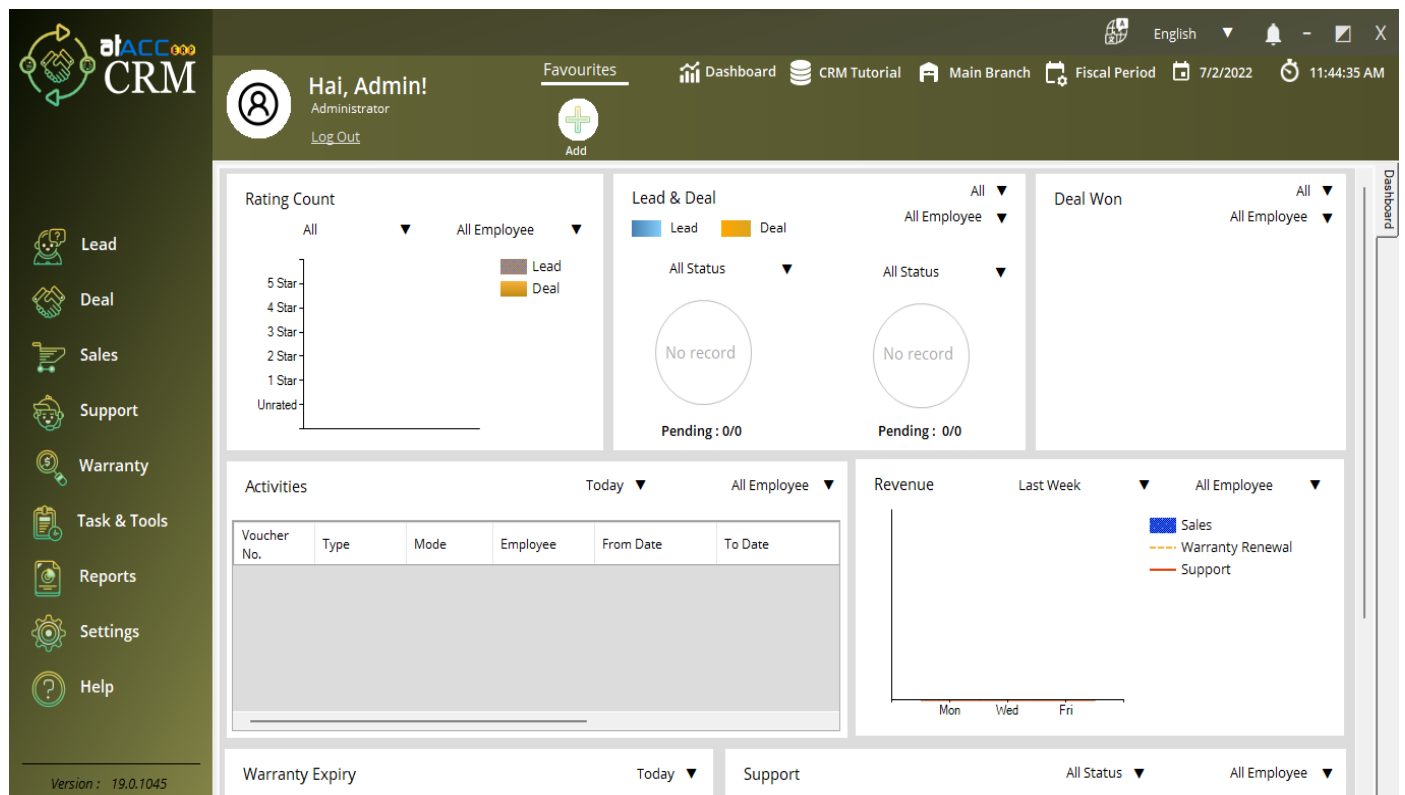 atACC ERP
CRM
English ▼ - X
Hai, Admin!
Administrator
Log Out
Favourites
Add
Dashboard CRM Tutorial Main Branch Fiscal Period 7/2/2022 11:44:35 AM
Lead
Deal
Sales
Support
Warranty
Task & Tools
Reports
Settings
Help
Version : 19.0.1045
Rating Count
All ▼ All Employee ▼
Lead
Deal
5 Star
4 Star
3 Star
2 Star
1 Star
Unrated
Lead & Deal
All ▼
All Employee ▼
Lead Deal
All Status ▼ All Status ▼
No record No record
Pending : 0/0 Pending : 0/0
Deal Won
All ▼
All Employee ▼
Dashboard
Activities Today ▼ All Employee ▼
Voucher No. Type Mode Employee From Date To Date
Revenue Last Week ▼ All Employee ▼
Sales
Warranty Renewal
Support
Mon Wed Fri
Warranty Expiry Today ▼
Support All Status ▼ All Employee ▼